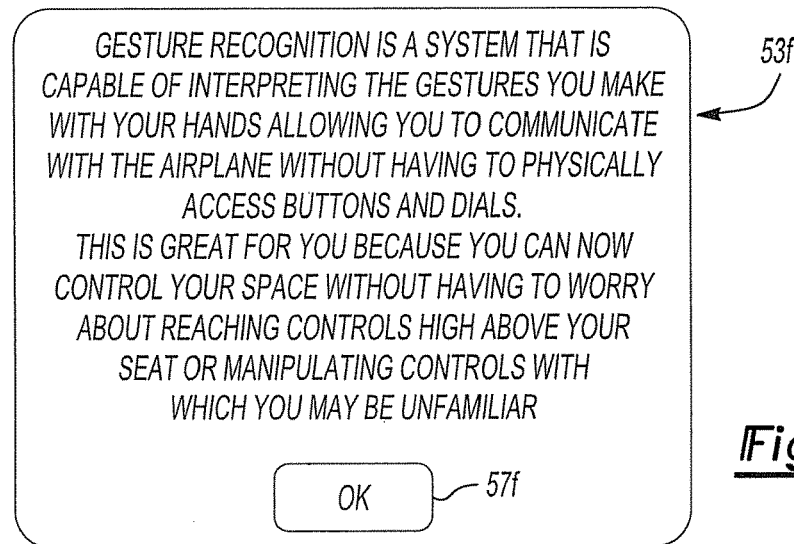 GESTURE RECOGNITION IS A SYSTEM THAT IS
CAPABLE OF INTERPRETING THE GESTURES YOU MAKE
WITH YOUR HANDS ALLOWING YOU TO COMMUNICATE
WITH THE AIRPLANE WITHOUT HAVING TO PHYSICALLY
ACCESS BUTTONS AND DIALS.
THIS IS GREAT FOR YOU BECAUSE YOU CAN NOW
CONTROL YOUR SPACE WITHOUT HAVING TO WORRY
ABOUT REACHING CONTROLS HIGH ABOVE YOUR
SEAT OR MANIPULATING CONTROLS WITH
WHICH YOU MAY BE UNFAMILIAR
OK
57f
53f